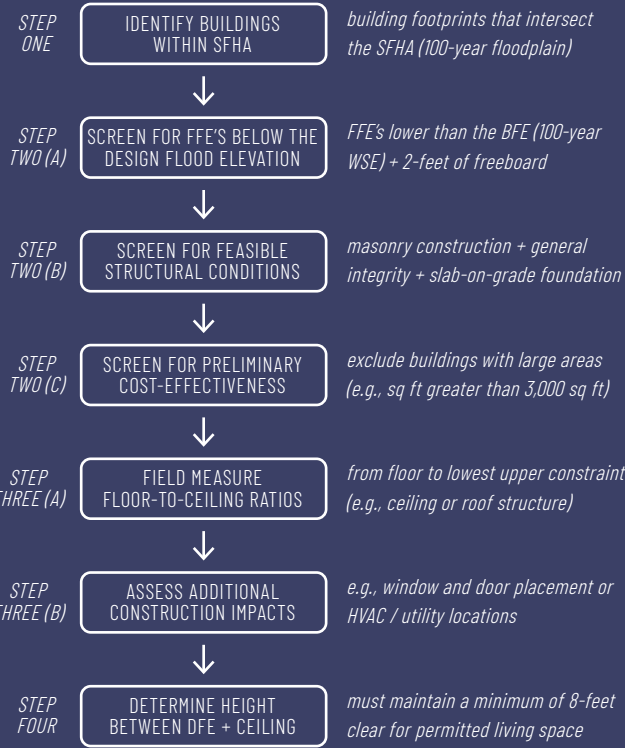 STEP
ONE
IDENTIFY BUILDINGS
WITHIN SFHA
building footprints that intersect
the SFHA (100-year floodplain)
STEP
TWO (A)
SCREEN FOR FFE'S BELOW THE
DESIGN FLOOD ELEVATION
FFE's lower than the BFE (100-year
WSE) + 2-feet of freeboard
STEP
TWO (B)
SCREEN FOR FEASIBLE
STRUCTURAL CONDITIONS
masonry construction + general
integrity + slab-on-grade foundation
STEP
TWO (C)
SCREEN FOR PRELIMINARY
COST-EFFECTIVENESS
exclude buildings with large areas
(e.g., sq ft greater than 3,000 sq ft)
STEP
THREE (A)
FIELD MEASURE
FLOOR-TO-CEILING RATIOS
from floor to lowest upper constraint
(e.g., ceiling or roof structure)
STEP
THREE (B)
ASSESS ADDITIONAL
CONSTRUCTION IMPACTS
e.g., window and door placement or
HVAC / utility locations
STEP
FOUR
DETERMINE HEIGHT
BETWEEN DFE + CEILING
must maintain a minimum of 8-feet
clear for permitted living space